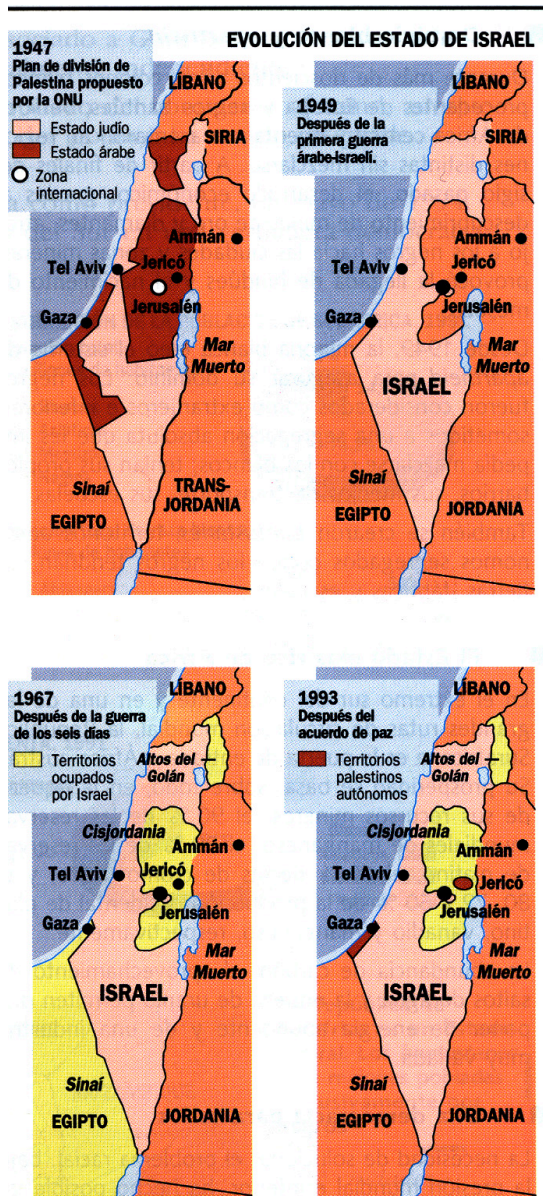 EVOLUCIÓN DEL ESTADO DE ISRAEL
1947
Plan de división de
Palestina propuesto
por la ONU
Estado judío
Estado árabe
Zona
internacional
LÍBANO
SIRIA
Ammán
Tel Aviv
Jericó
Jerusalén
Gaza
Mar
Muerto
Sinaí
EGIPTO
TRANS-
JORDANIA
1949
Después de la
primera guerra
árabe-israelí.
LÍBANO
SIRIA
Ammán
Tel Aviv
Jericó
Jerusalén
Gaza
Mar
Muerto
ISRAEL
Sinaí
EGIPTO
JORDANIA
1967
Después de la guerra
de los seis días
Territorios
ocupados
por Israel
LÍBANO
Altos del
Golán
Cisjordania
Ammán
Tel Aviv
Jericó
Jerusalén
Gaza
Mar
Muerto
ISRAEL
Sinaí
EGIPTO
JORDANIA
1993
Después del
acuerdo de paz
Territorios
palestinos
autónomos
LÍBANO
Altos del
Golán
Cisjordania
Ammán
Tel Aviv
Jericó
Jerusalén
Gaza
Mar
Muerto
ISRAEL
Sinaí
EGIPTO
JORDANIA